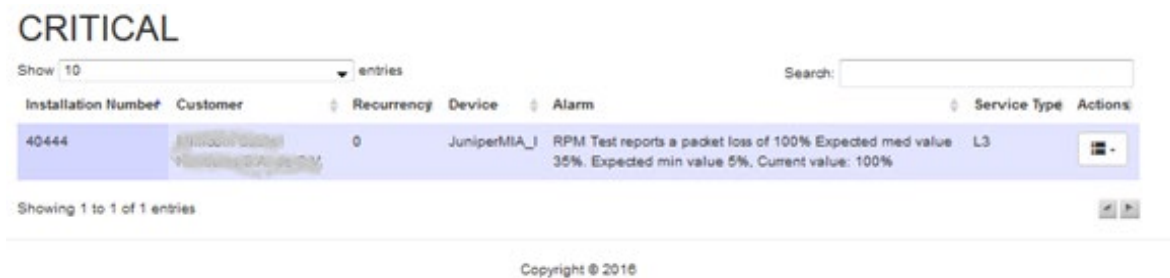 CRITICAL
Show 10 entries
Search:
Installation Number Customer Recurrency Device Alarm Service Type Actions
40444 0 JuniperMIA_I RPM Test reports a packet loss of 100% Expected med value L3
35%. Expected min value 5%, Current value: 100%
Showing 1 to 1 of 1 entries
Copyright © 2016